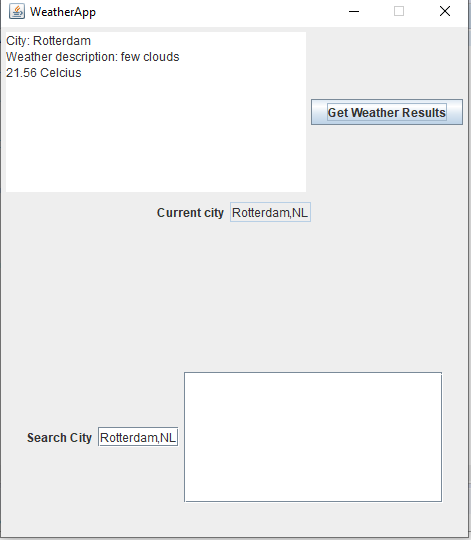 WeatherApp
City: Rotterdam
Weather description: few clouds
21.56 Celcius
Get Weather Results
Current city Rotterdam,NL
Search City Rotterdam,NL